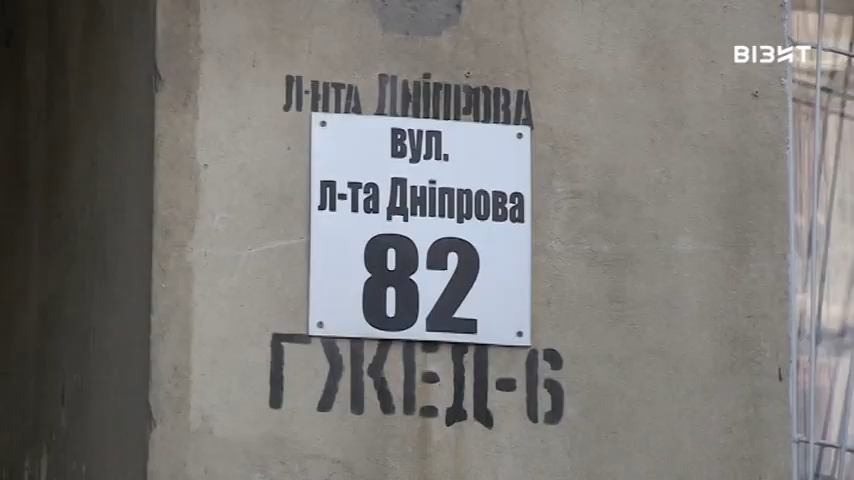 ВІЗИТ
Л-НТА ДНІПРОВА
вул.
л-та Дніпрова
82
ГЖЕД-6